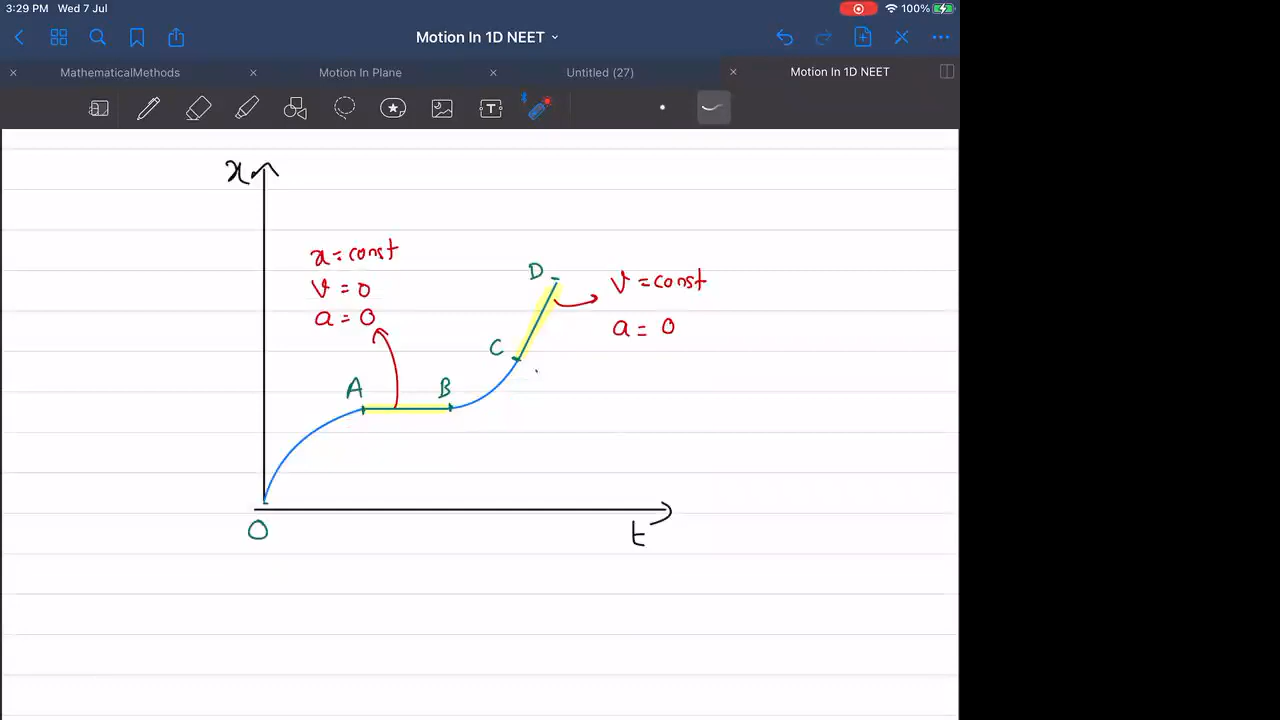 3:29 PM Wed 7 Jul
100%
Motion In 1D NEET
MathematicalMethods
Motion In Plane
Untitled (27)
Motion In 1D NEET
T
x
x = const
v = 0
a = 0
D
v = const
a = 0
C
A
B
O
t